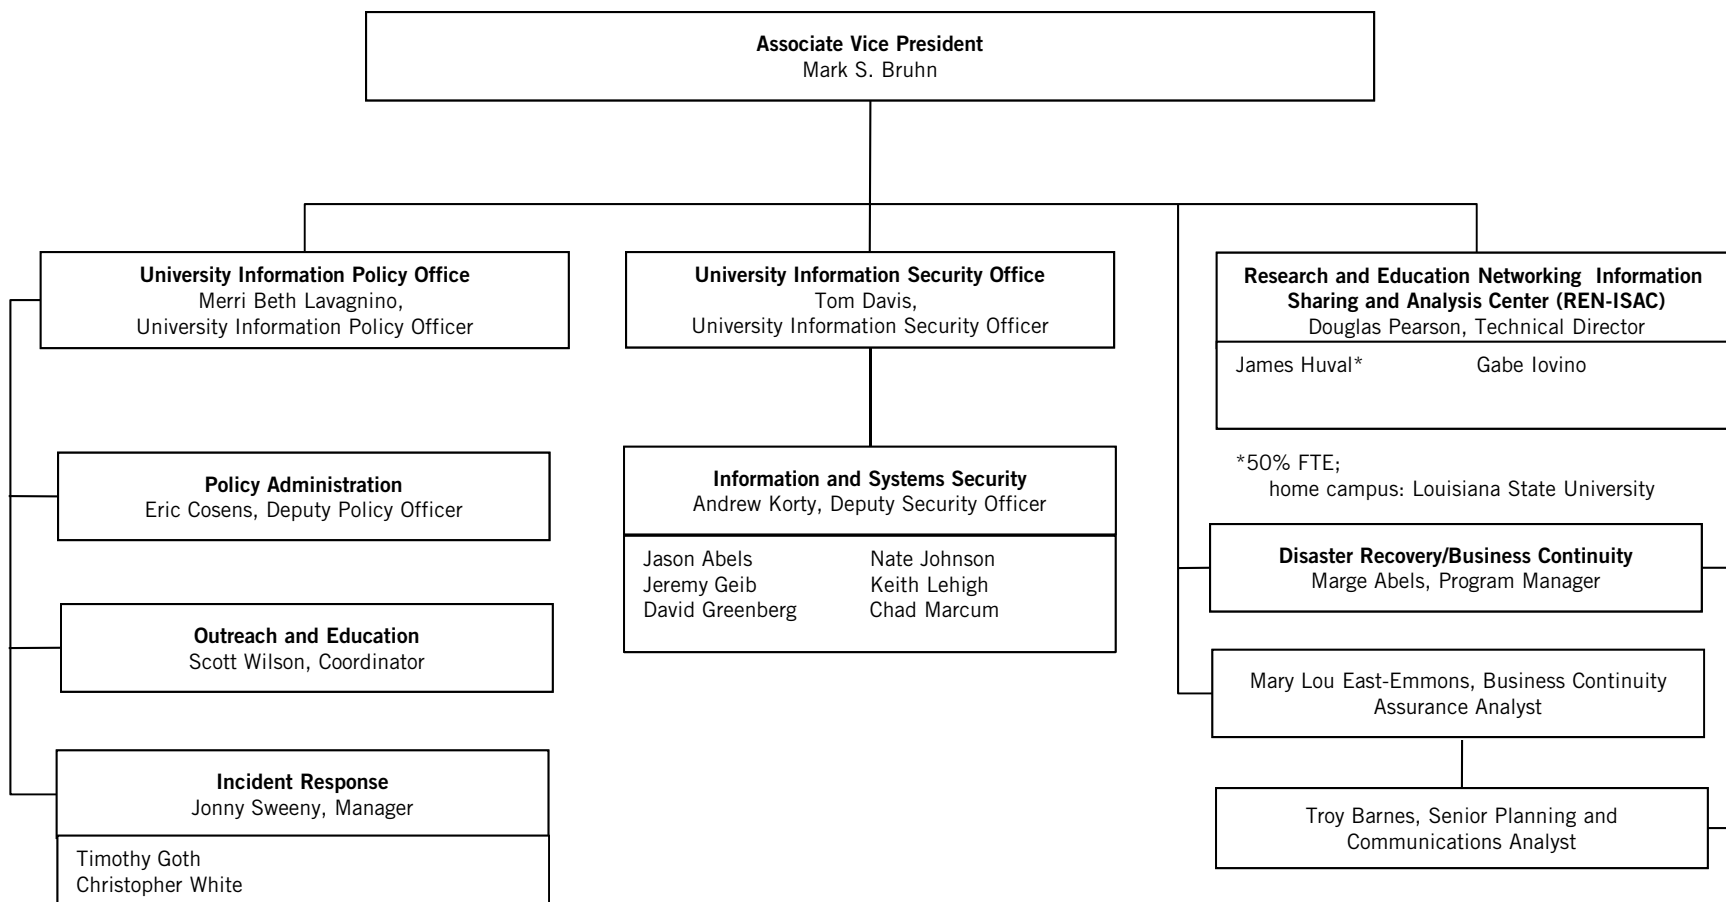 Associate Vice President
Mark S. Bruhn
University Information Policy Office
Merri Beth Lavagnino,
University Information Policy Officer
Policy Administration
Eric Cosens, Deputy Policy Officer
Outreach and Education
Scott Wilson, Coordinator
Incident Response
Jonny Sweeny, Manager
Timothy Goth
Christopher White
University Information Security Office
Tom Davis,
University Information Security Officer
Information and Systems Security
Andrew Korty, Deputy Security Officer
Jason Abels
Jeremy Geib
David Greenberg
Nate Johnson
Keith Lehigh
Chad Marcum
Research and Education Networking Information
Sharing and Analysis Center (REN-ISAC)
Douglas Pearson, Technical Director
James Huval*
Gabe Iovino
*50% FTE;
home campus: Louisiana State University
Disaster Recovery/Business Continuity
Marge Abels, Program Manager
Mary Lou East-Emmons, Business Continuity
Assurance Analyst
Troy Barnes, Senior Planning and
Communications Analyst